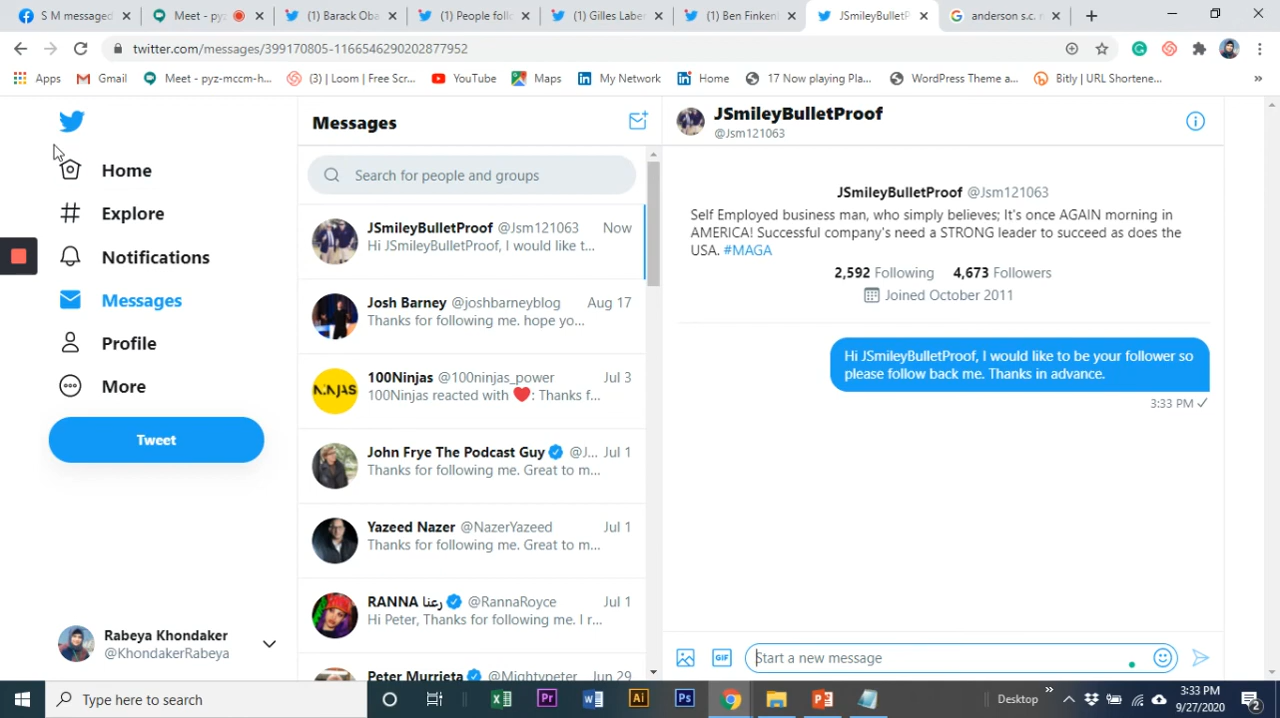 S M messaged
Meet - pyz
(1) Barack Oba
(1) People foll
(1) Gilles Laber
(1) Ben Finkenl
JSmileyBulletP
anderson s.c. r
twitter.com/messages/399170805-1166546290202877952
Apps
Gmail
Meet - pyz-mccm-h...
(3) | Loom | Free Scr...
YouTube
Maps
My Network
Home
17 Now playing Pla...
WordPress Theme a...
Bitly | URL Shortene...
»
Home
Explore
Notifications
Messages
Profile
More
Tweet
Rabeya Khondaker
@KhondakerRabeya
Messages
Search for people and groups
JSmileyBulletProof @Jsm121063 Now
Hi JSmileyBulletProof, I would like t...
Josh Barney @joshbarneyblog Aug 17
Thanks for following me. hope yo...
NINJAS
100Ninjas @100ninjas_power Jul 3
100Ninjas reacted with ❤️: Thanks f...
John Frye The Podcast Guy @J... Jul 1
Thanks for following me. Great to m...
Yazeed Nazer @NazerYazeed Jul 1
Thanks for following me. Great to m...
RANNA رعنا @RannaRoyce Jul 1
Hi Peter, Thanks for following me. I r...
Peter Murrieta @Mightypeter Jun 29
JSmileyBulletProof
@Jsm121063
JSmileyBulletProof @Jsm121063
Self Employed business man, who simply believes; It's once AGAIN morning in
AMERICA! Successful company's need a STRONG leader to succeed as does the
USA. #MAGA
2,592 Following 4,673 Followers
Joined October 2011
Hi JSmileyBulletProof, I would like to be your follower so
please follow back me. Thanks in advance.
3:33 PM
GIF
Start a new message
Type here to search
Pr
Ai
Ps
Desktop
»
3:33 PM
9/27/2020
2